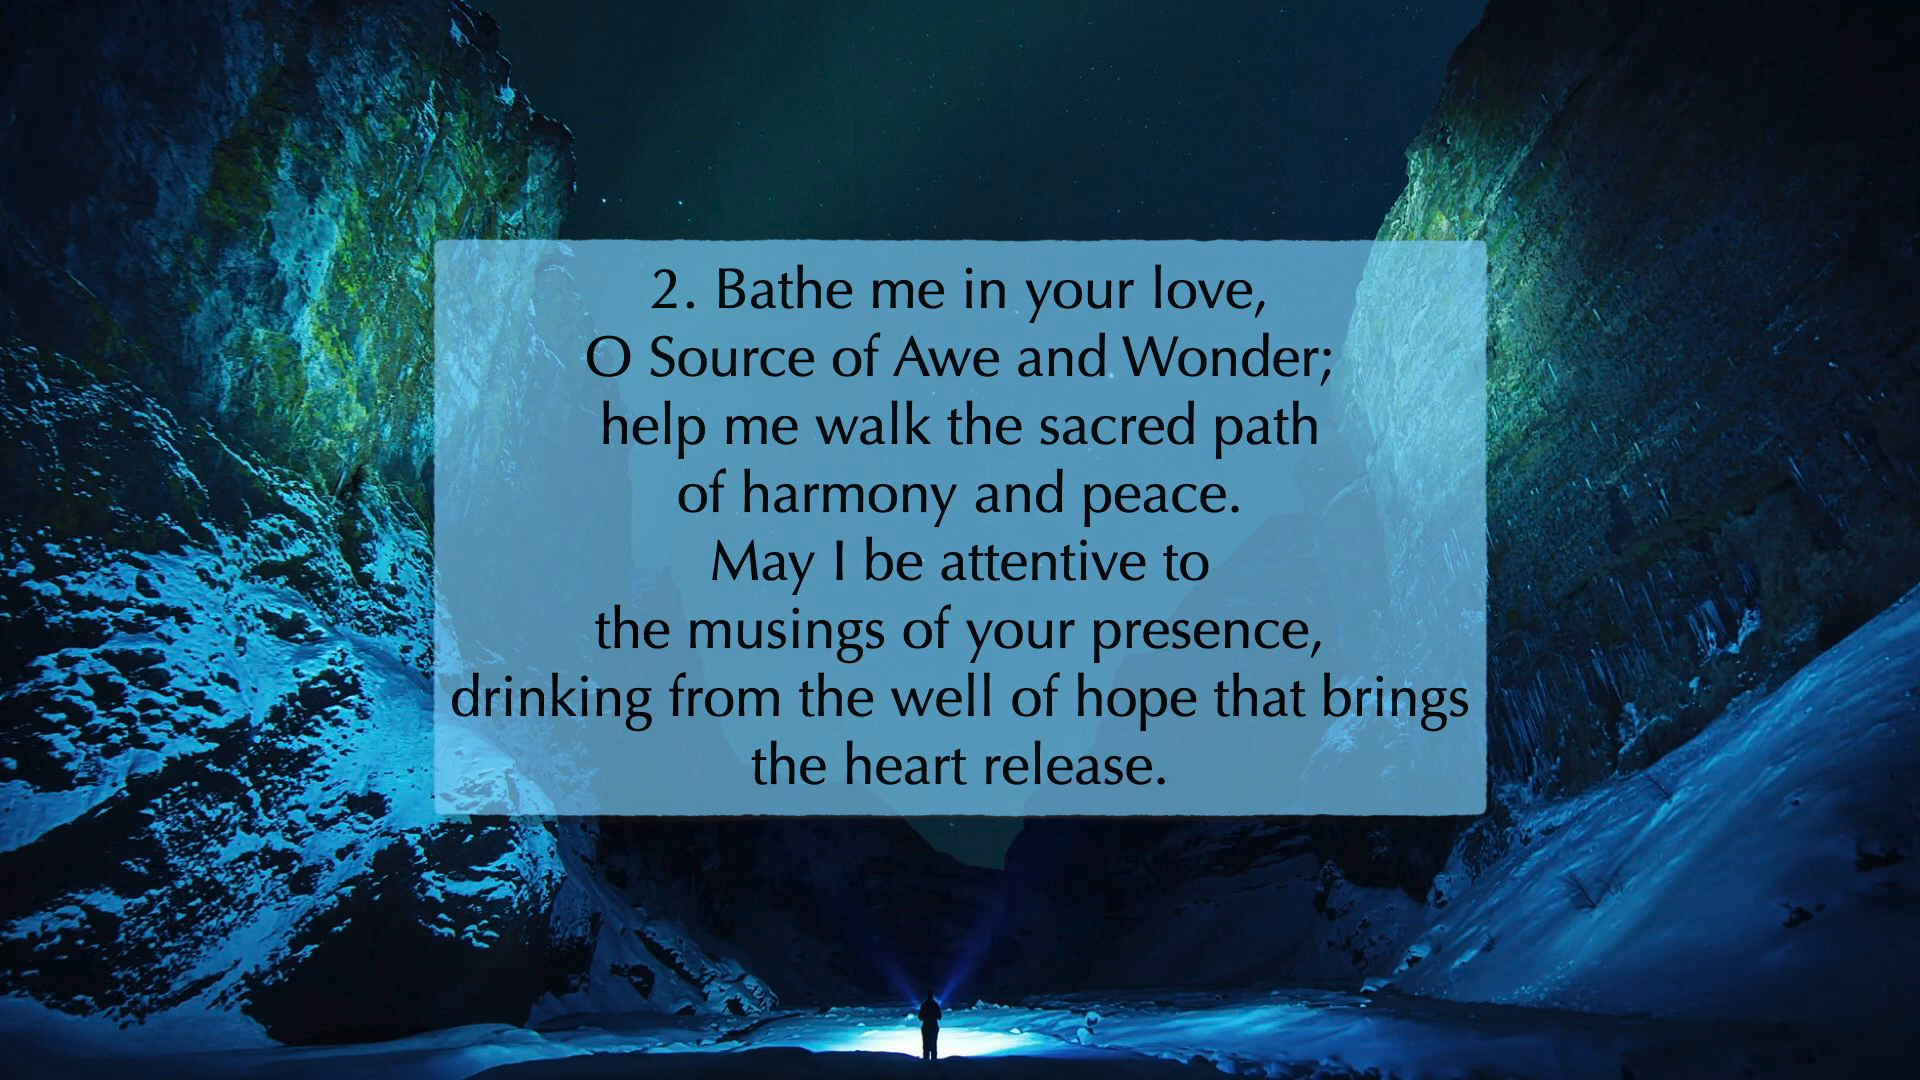 2. Bathe me in your love,
O Source of Awe and Wonder;
help me walk the sacred path
of harmony and peace.
May I be attentive to
the musings of your presence,
drinking from the well of hope that brings
the heart release.